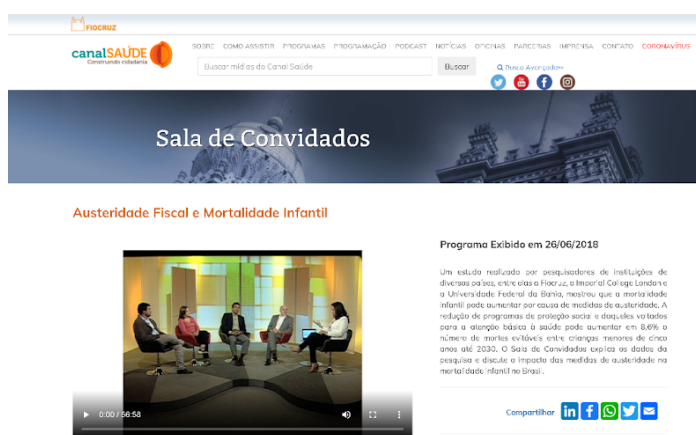 FIOCRUZ
canalSAÚDE
Construindo cidadania
SOBRE COMO ASSISTIR PROGRAMAS PROGRAMAÇÃO PODCAST NOTÍCIAS OFICINAS PARCERIAS IMPRENSA CONTATO CORONAVÍRUS
Buscar mídias do Canal Saúde
Buscar
Busca Avançada
Sala de Convidados
Austeridade Fiscal e Mortalidade Infantil
Programa Exibido em 26/06/2018
Um estudo realizado por pesquisadores de instituições de
diversos países, entre elas a Fiocruz, a Imperial College London e
a Universidade Federal da Bahia, mostrou que a mortalidade
infantil pode aumentar por causa de medidas de austeridade. A
redução de programas de proteção social e daqueles voltados
para a atenção básica à saúde pode aumentar em 8,6% o
número de mortes evitáveis entre crianças menores de cinco
anos até 2030. O Sala de Convidados explica os dados da
pesquisa e discute o impacto das medidas de austeridade na
mortalidade infantil no Brasil.
0:00 / 56:58
Compartilhar